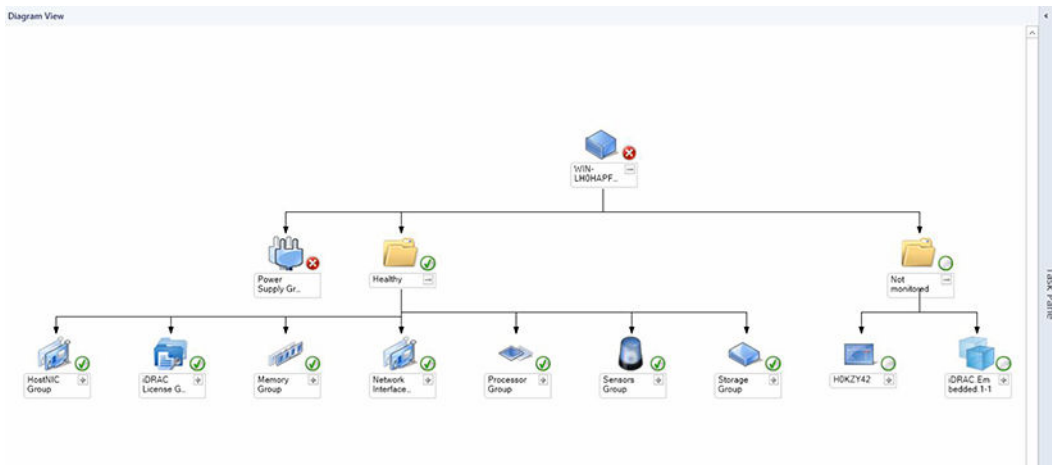 Diagram View
WIN-
LH0HAPF...
Power
Supply Gr...
Healthy
Not
monitored
HostNIC
Group
iDRAC
License G...
Memory
Group
Network
Interface...
Processor
Group
Sensors
Group
Storage
Group
H0KZY42
iDRAC.Em
bedded.1-1
Task Pane